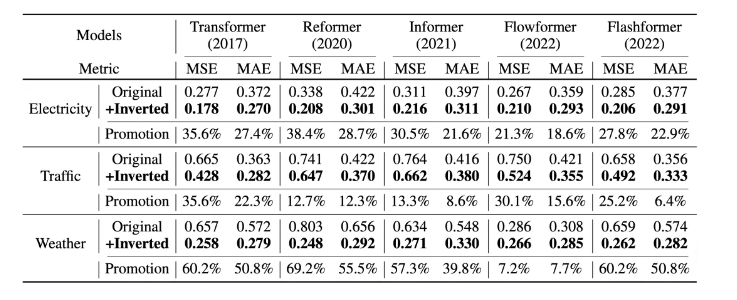 Models Transformer (2017) Reformer (2020) Informer (2021) Flowformer (2022) Flashformer (2022)
Metric MSE MAE MSE MAE MSE MAE MSE MAE MSE MAE
Electricity
Original 0.277 0.372 0.338 0.422 0.311 0.397 0.267 0.359 0.285 0.377
+Inverted 0.178 0.270 0.208 0.301 0.216 0.311 0.210 0.293 0.206 0.291
Promotion 35.6% 27.4% 38.4% 28.7% 30.5% 21.6% 21.3% 18.6% 27.8% 22.9%
Traffic
Original 0.665 0.363 0.741 0.422 0.764 0.416 0.750 0.421 0.658 0.356
+Inverted 0.428 0.282 0.647 0.370 0.662 0.380 0.524 0.355 0.492 0.333
Promotion 35.6% 22.3% 12.7% 12.3% 13.3% 8.6% 30.1% 15.6% 25.2% 6.4%
Weather
Original 0.657 0.572 0.803 0.656 0.634 0.548 0.286 0.308 0.659 0.574
+Inverted 0.258 0.279 0.248 0.292 0.271 0.330 0.266 0.285 0.262 0.282
Promotion 60.2% 50.8% 69.2% 55.5% 57.3% 39.8% 7.2% 7.7% 60.2% 50.8%